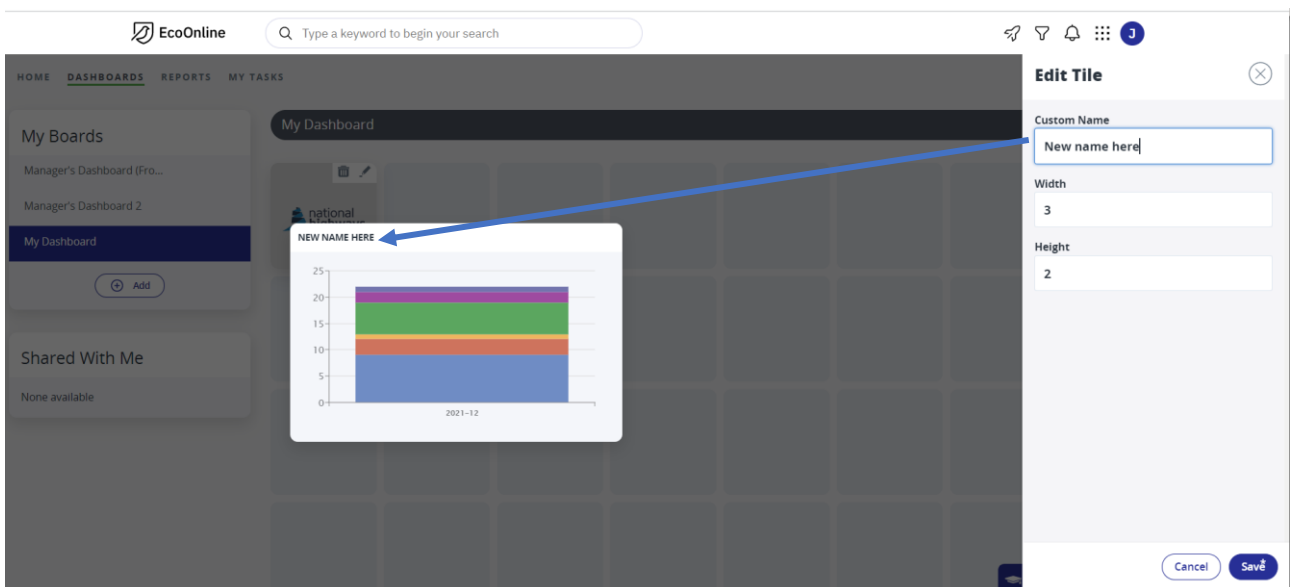 EcoOnline
Type a keyword to begin your search
J
HOME DASHBOARDS REPORTS MY TASKS
My Boards
Manager's Dashboard (Fro...
Manager's Dashboard 2
My Dashboard
Add
Shared With Me
None available
My Dashboard
national
highways
NEW NAME HERE
25
20
15
10
5
0
2021-12
Edit Tile
Custom Name
New name here
Width
3
Height
2
Cancel
Save